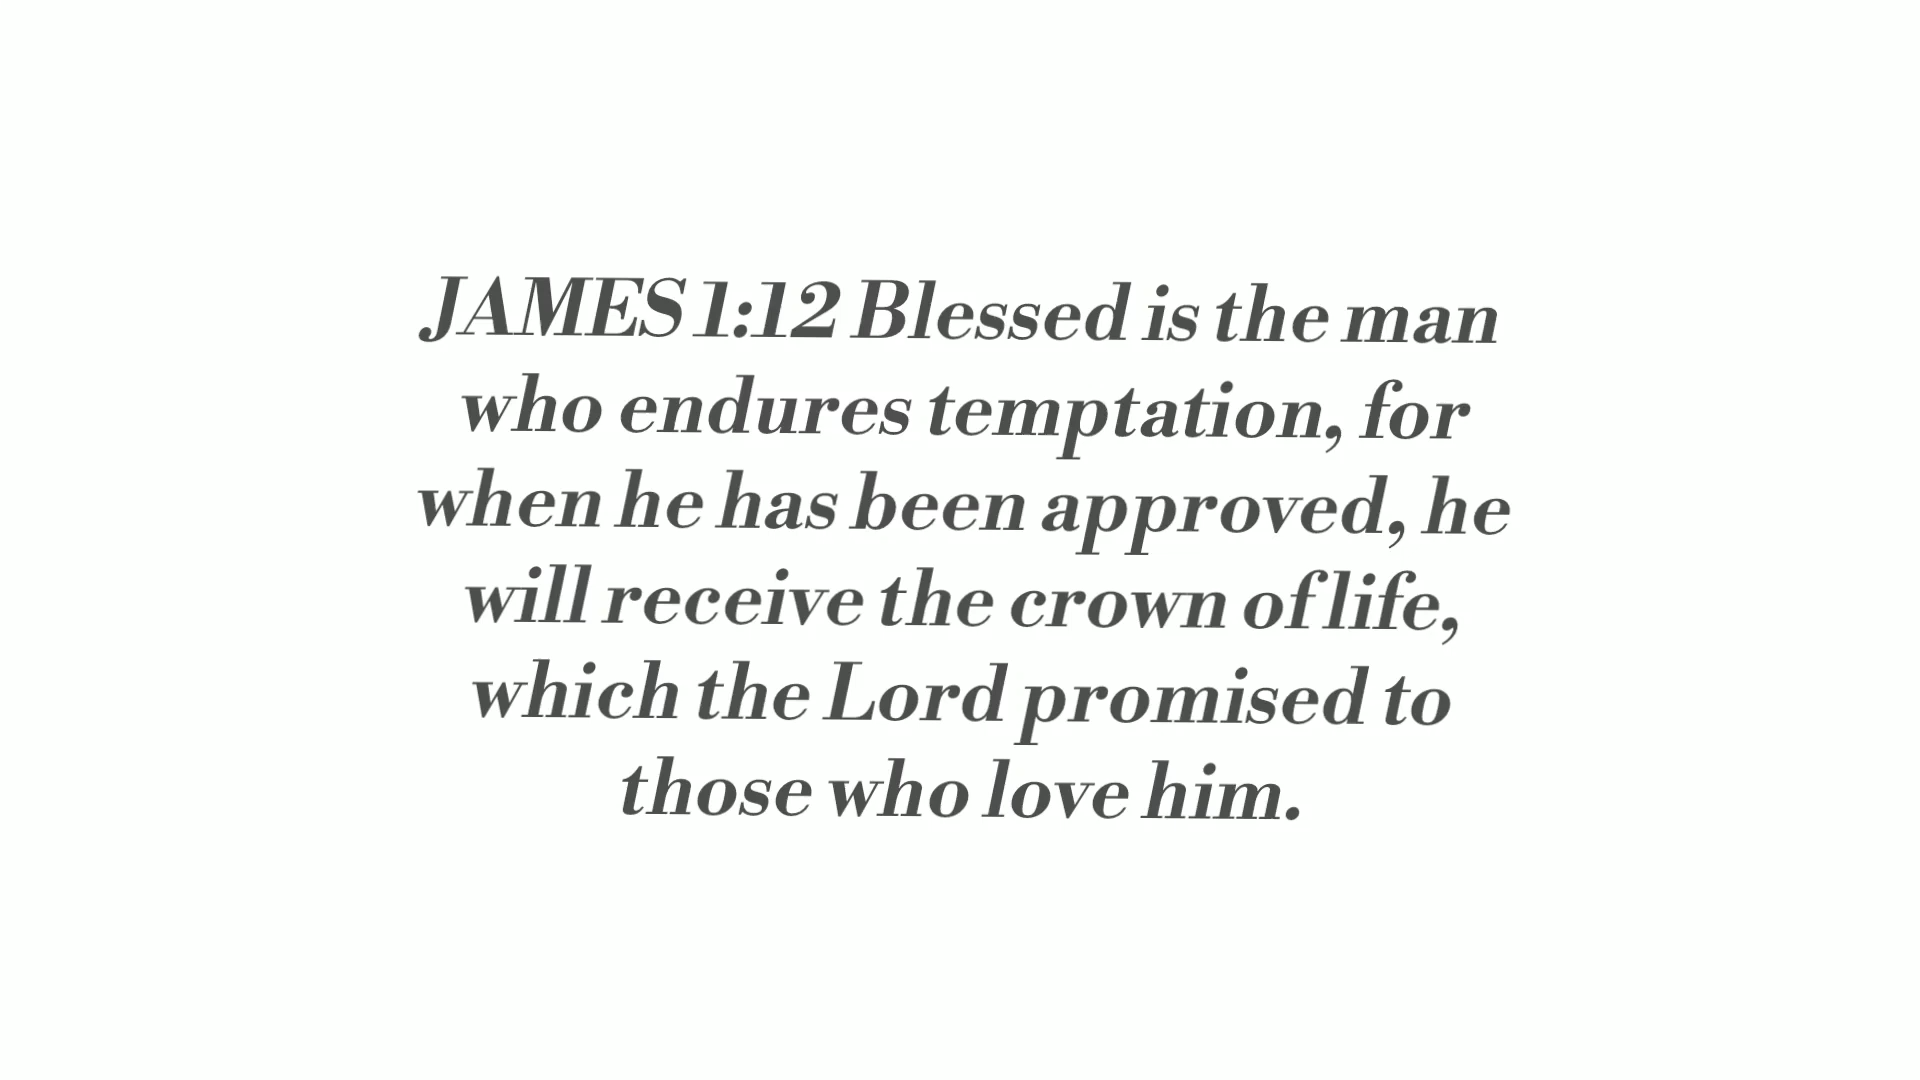 JAMES 1:12 Blessed is the man
who endures temptation, for
when he has been approved, he
will receive the crown of life,
which the Lord promised to
those who love him.